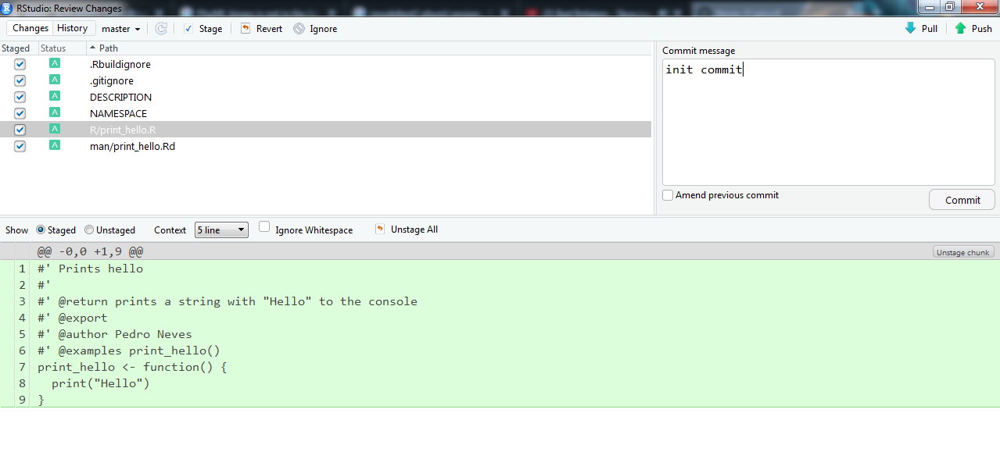 RStudio: Review Changes
Changes History master Stage Revert Ignore Pull Push
Staged Status Path
A .Rbuildignore
A .gitignore
A DESCRIPTION
A NAMESPACE
A R/print_hello.R
A man/print_hello.Rd
Commit message
init commit
Amend previous commit
Commit
Show Staged Unstaged Context 5 line Ignore Whitespace Unstage All
@@ -0,0 +1,9 @@ Unstage chunk
1 #' Prints hello
2 #'
3 #' @return prints a string with "Hello" to the console
4 #' @export
5 #' @author Pedro Neves
6 #' @examples print_hello()
7 print_hello <- function() {
8 print("Hello")
9 }